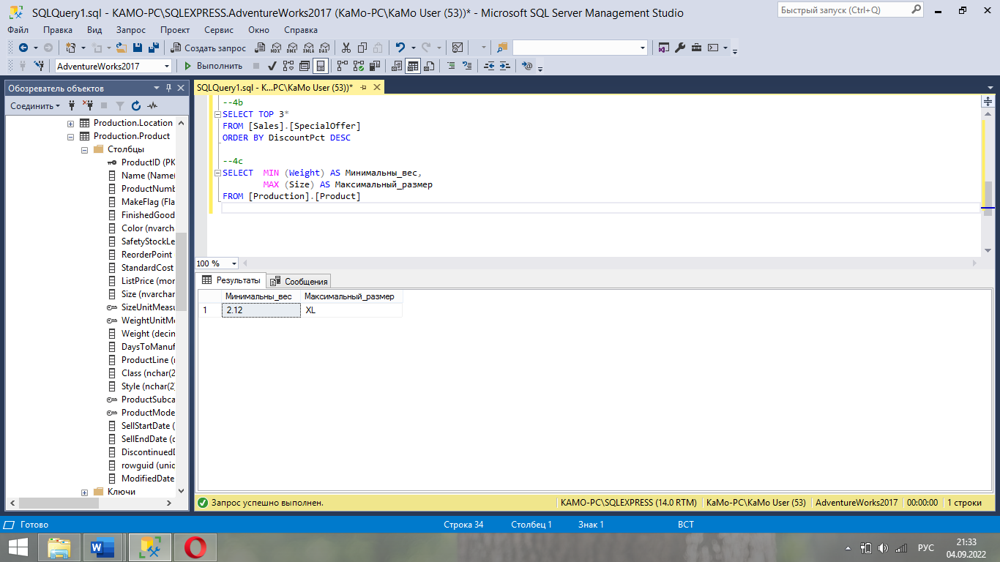 SQLQuery1.sql - KAMO-PC\SQLEXPRESS.AdventureWorks2017 (KaMo-PC\KaMo User (53))* - Microsoft SQL Server Management Studio
Быстрый запуск (Ctrl+Q)
Файл Правка Вид Запрос Проект Сервис Окно Справка
Создать запрос MDX DMX XMLA DAX
AdventureWorks2017 Выполнить
Обозреватель объектов
SQLQuery1.sql - K...PC\KaMo User (53))*
Соединить
Production.Location
Production.Product
Столбцы
ProductID (PK
Name (Name(
ProductNumb
MakeFlag (Fla
FinishedGood
Color (nvarch
SafetyStockLe
ReorderPoint
StandardCost
ListPrice (mor
Size (nvarchar
SizeUnitMeasu
WeightUnitMe
Weight (decin
DaysToManuf
ProductLine (r
Class (nchar(2
Style (nchar(2)
ProductSubca
ProductMode
SellStartDate (
SellEndDate (c
DiscontinuedD
rowguid (unic
ModifiedDate
Ключи
--4b
SELECT TOP 3*
FROM [Sales].[SpecialOffer]
ORDER BY DiscountPct DESC
--4c
SELECT MIN (Weight) AS Минимальны_вес,
MAX (Size) AS Максимальный_размер
FROM [Production].[Product]
100 %
Результаты Сообщения
Минимальны_вес Максимальный_размер
1 2.12 XL
Запрос успешно выполнен. KAMO-PC\SQLEXPRESS (14.0 RTM) KaMo-PC\KaMo User (53) AdventureWorks2017 00:00:00 1 строки
Готово Строка 34 Столбец 1 Знак 1 ВСТ
РУС
21:33
04.09.2022